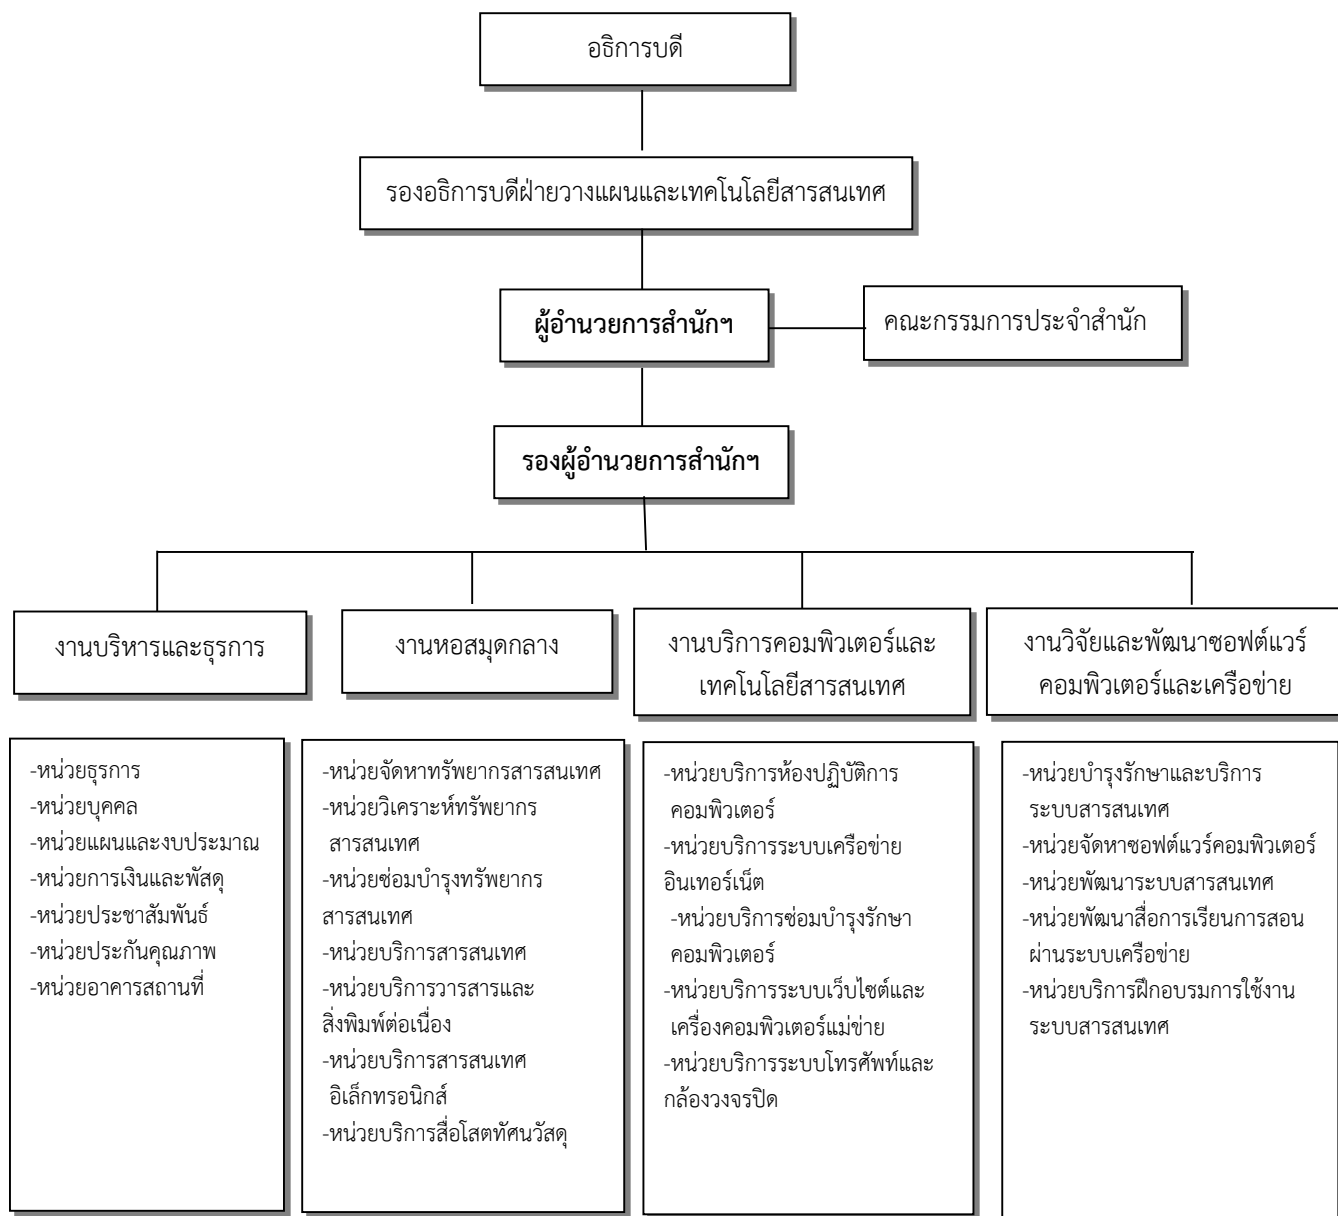 อธิการบดี
รองอธิการบดีฝ่ายวางแผนและเทคโนโลยีสารสนเทศ
ผู้อำนวยการสำนักฯ
คณะกรรมการประจำสำนัก
รองผู้อำนวยการสำนักฯ
งานบริหารและธุรการ
งานหอสมุดกลาง
งานบริการคอมพิวเตอร์และ
เทคโนโลยีสารสนเทศ
งานวิจัยและพัฒนาซอฟต์แวร์
คอมพิวเตอร์และเครือข่าย
-หน่วยธุรการ
-หน่วยบุคคล
-หน่วยแผนและงบประมาณ
-หน่วยการเงินและพัสดุ
-หน่วยประชาสัมพันธ์
-หน่วยประกันคุณภาพ
-หน่วยอาคารสถานที่
-หน่วยจัดหาทรัพยากรสารสนเทศ
-หน่วยวิเคราะห์ทรัพยากร
สารสนเทศ
-หน่วยซ่อมบำรุงทรัพยากร
สารสนเทศ
-หน่วยบริการสารสนเทศ
-หน่วยบริการวารสารและ
สิ่งพิมพ์ต่อเนื่อง
-หน่วยบริการสารสนเทศ
อิเล็กทรอนิกส์
-หน่วยบริการสื่อโสตทัศนวัสดุ
-หน่วยบริการห้องปฏิบัติการ
คอมพิวเตอร์
-หน่วยบริการระบบเครือข่าย
อินเทอร์เน็ต
-หน่วยบริการซ่อมบำรุงรักษา
คอมพิวเตอร์
-หน่วยบริการระบบเว็บไซต์และ
เครื่องคอมพิวเตอร์แม่ข่าย
-หน่วยบริการระบบโทรศัพท์และ
กล้องวงจรปิด
-หน่วยบำรุงรักษาและบริการ
ระบบสารสนเทศ
-หน่วยจัดหาซอฟต์แวร์คอมพิวเตอร์
-หน่วยพัฒนาระบบสารสนเทศ
-หน่วยพัฒนาสื่อการเรียนการสอน
ผ่านระบบเครือข่าย
-หน่วยบริการฝึกอบรมการใช้งาน
ระบบสารสนเทศ